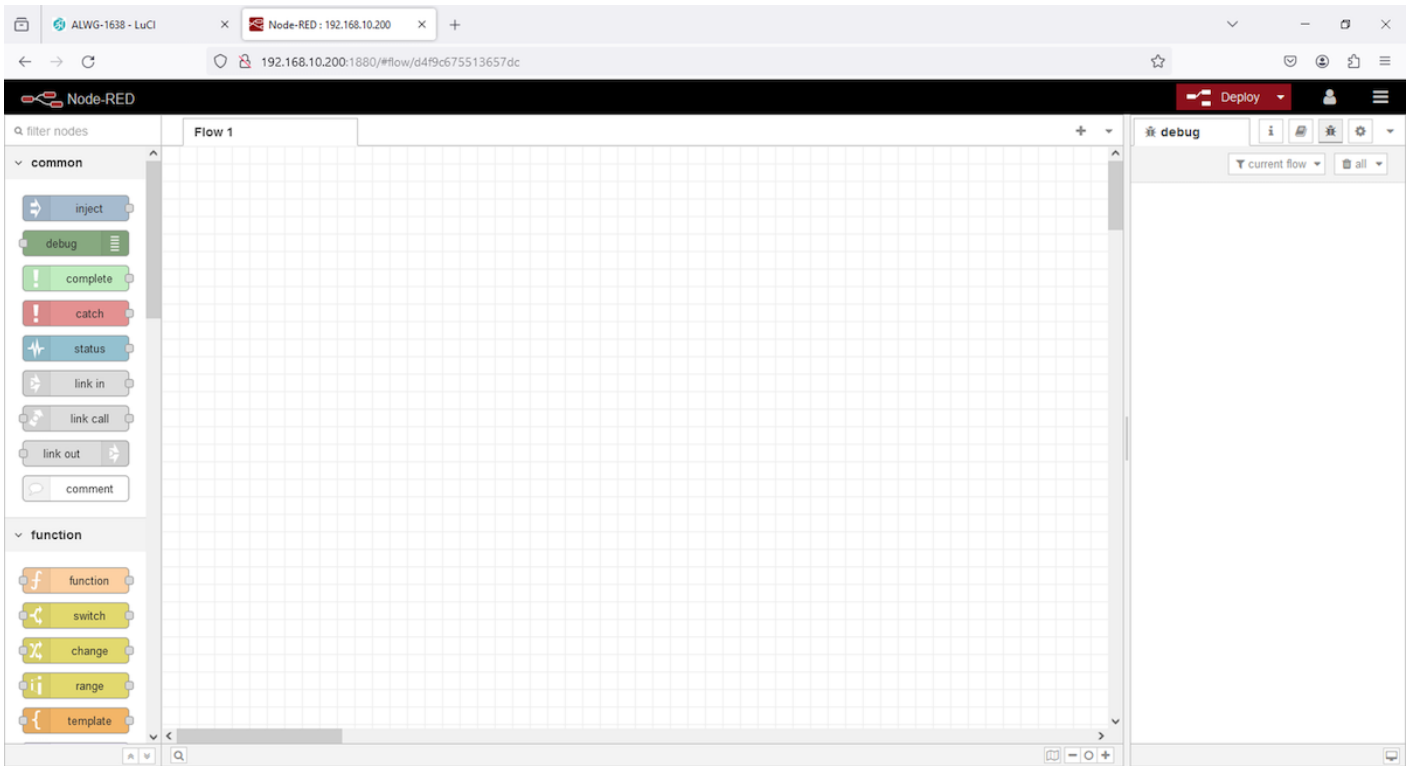 ALWG-1638 - LuCI
Node-RED : 192.168.10.200
192.168.10.200:1880/#flow/d4f9c675513657dc
Node-RED
Deploy
filter nodes
Flow 1
debug
i
current flow
all
common
inject
debug
complete
catch
status
link in
link call
link out
comment
function
function
switch
change
range
template